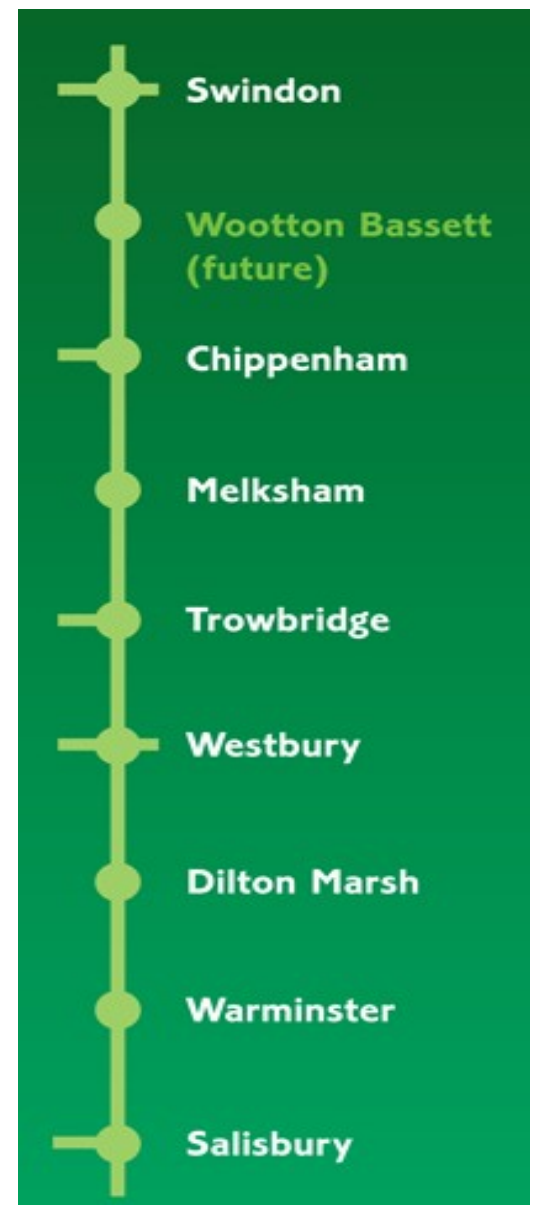 Swindon
Wootton Bassett
(future)
Chippenham
Melksham
Trowbridge
Westbury
Dilton Marsh
Warminster
Salisbury